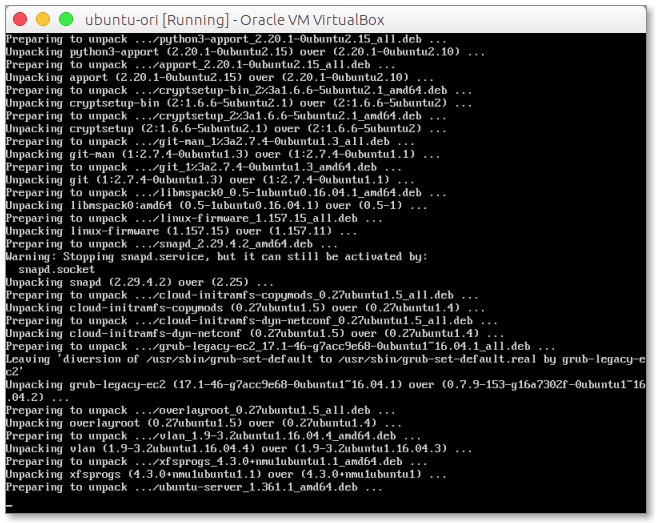 ubuntu-ori [Running] - Oracle VM VirtualBox
Preparing to unpack .../python3-apport_2.20.1-0ubuntu2.15_all.deb ...
Unpacking python3-apport (2.20.1-0ubuntu2.15) over (2.20.1-0ubuntu2.10) ...
Preparing to unpack .../apport_2.20.1-0ubuntu2.15_all.deb ...
Unpacking apport (2.20.1-0ubuntu2.15) over (2.20.1-0ubuntu2.10) ...
Preparing to unpack .../cryptsetup-bin_2%3a1.6.6-5ubuntu2.1_amd64.deb ...
Unpacking cryptsetup-bin (2:1.6.6-5ubuntu2.1) over (2:1.6.6-5ubuntu2) ...
Preparing to unpack .../cryptsetup_2%3a1.6.6-5ubuntu2.1_amd64.deb ...
Unpacking cryptsetup (2:1.6.6-5ubuntu2.1) over (2:1.6.6-5ubuntu2) ...
Preparing to unpack .../git-man_1%3a2.7.4-0ubuntu1.3_all.deb ...
Unpacking git-man (1:2.7.4-0ubuntu1.3) over (1:2.7.4-0ubuntu1.1) ...
Preparing to unpack .../git_1%3a2.7.4-0ubuntu1.3_amd64.deb ...
Unpacking git (1:2.7.4-0ubuntu1.3) over (1:2.7.4-0ubuntu1.1) ...
Preparing to unpack .../libmspack0_0.5-1ubuntu0.16.04.1_amd64.deb ...
Unpacking libmspack0:amd64 (0.5-1ubuntu0.16.04.1) over (0.5-1) ...
Preparing to unpack .../linux-firmware_1.157.15_all.deb ...
Unpacking linux-firmware (1.157.15) over (1.157.11) ...
Preparing to unpack .../snapd_2.29.4.2_amd64.deb ...
Warning: Stopping snapd.service, but it can still be activated by:
  snapd.socket
Unpacking snapd (2.29.4.2) over (2.25) ...
Preparing to unpack .../cloud-initramfs-copymods_0.27ubuntu1.5_all.deb ...
Unpacking cloud-initramfs-copymods (0.27ubuntu1.5) over (0.27ubuntu1.4) ...
Preparing to unpack .../cloud-initramfs-dyn-netconf_0.27ubuntu1.5_all.deb ...
Unpacking cloud-initramfs-dyn-netconf (0.27ubuntu1.5) over (0.27ubuntu1.4) ...
Preparing to unpack .../grub-legacy-ec2_17.1-46-g7acc9e68-0ubuntu1~16.04.1_all.deb ...
Leaving 'diversion of /usr/sbin/grub-set-default to /usr/sbin/grub-set-default.real by grub-legacy-e
c2'
Unpacking grub-legacy-ec2 (17.1-46-g7acc9e68-0ubuntu1~16.04.1) over (0.7.9-153-g16a7302f-0ubuntu1~16
.04.2) ...
Preparing to unpack .../overlayroot_0.27ubuntu1.5_all.deb ...
Unpacking overlayroot (0.27ubuntu1.5) over (0.27ubuntu1.4) ...
Preparing to unpack .../vlan_1.9-3.2ubuntu1.16.04.4_amd64.deb ...
Unpacking vlan (1.9-3.2ubuntu1.16.04.4) over (1.9-3.2ubuntu1.16.04.3) ...
Preparing to unpack .../xfsprogs_4.3.0+nmu1ubuntu1.1_amd64.deb ...
Unpacking xfsprogs (4.3.0+nmu1ubuntu1.1) over (4.3.0+nmu1ubuntu1) ...
Preparing to unpack .../ubuntu-server_1.361.1_amd64.deb ...